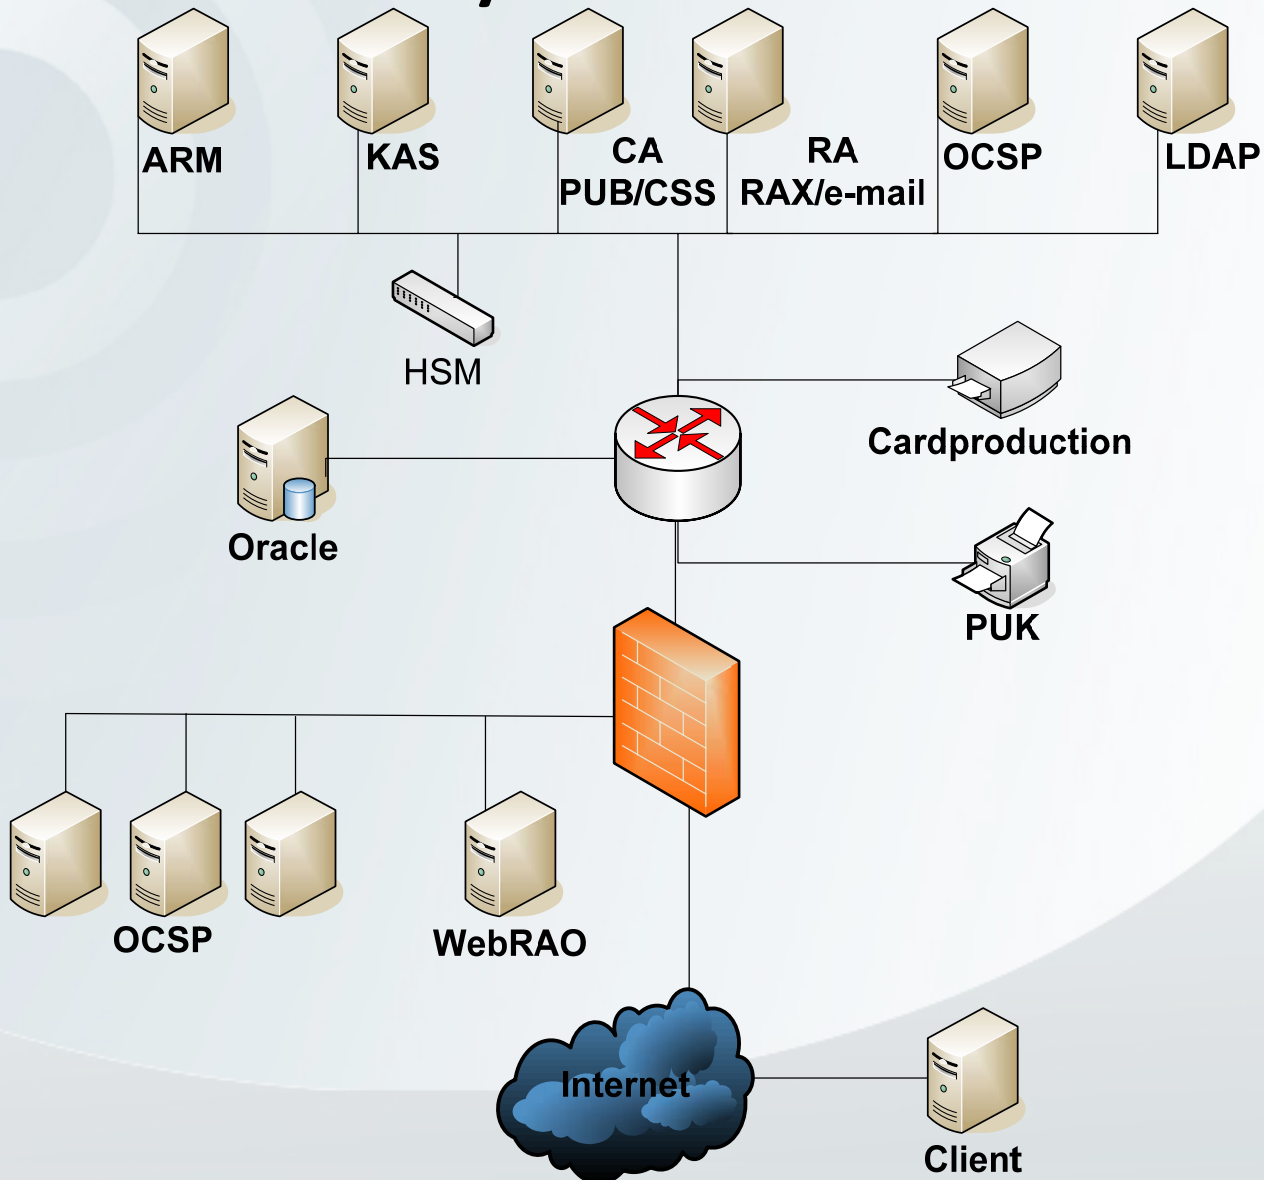 ARM
KAS
CA
PUB/CSS
RA
RAX/e-mail
OCSP
LDAP
HSM
Cardproduction
Oracle
PUK
OCSP
WebRAO
Internet
Client